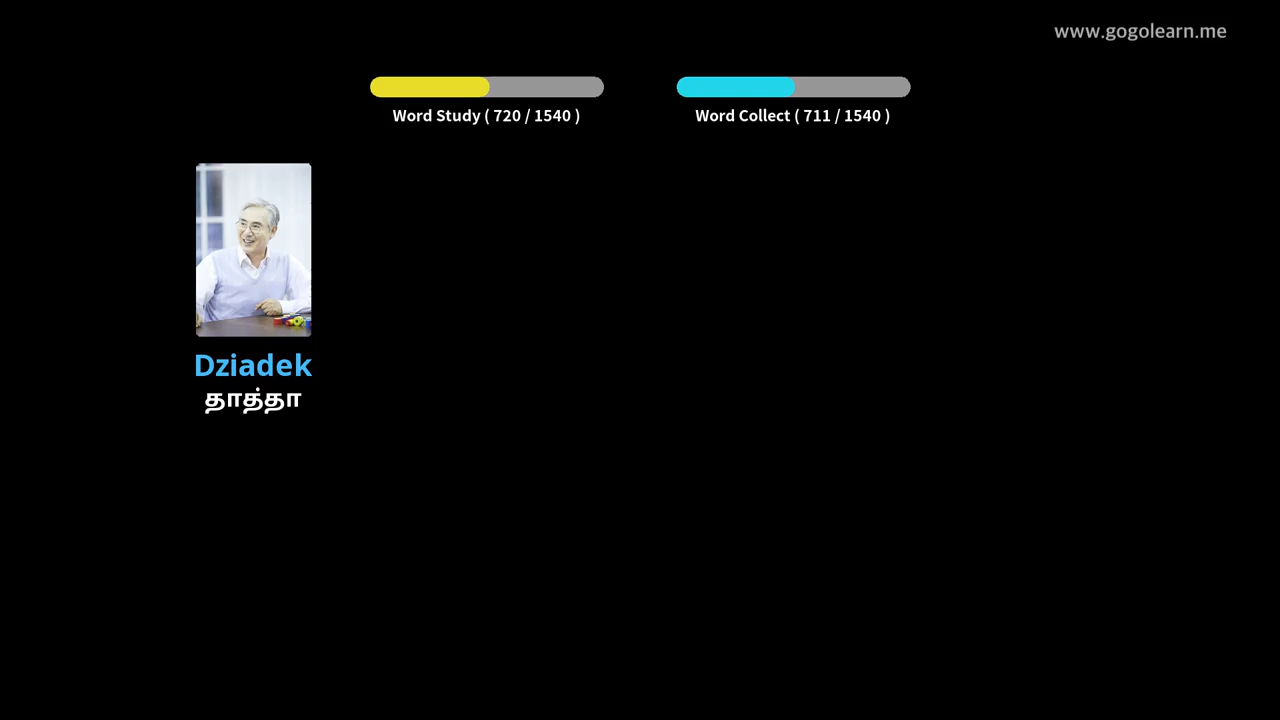 www.gogolearn.me
Word Study ( 720 / 1540 )
Word Collect ( 711 / 1540 )
Dziadek
தாத்தா